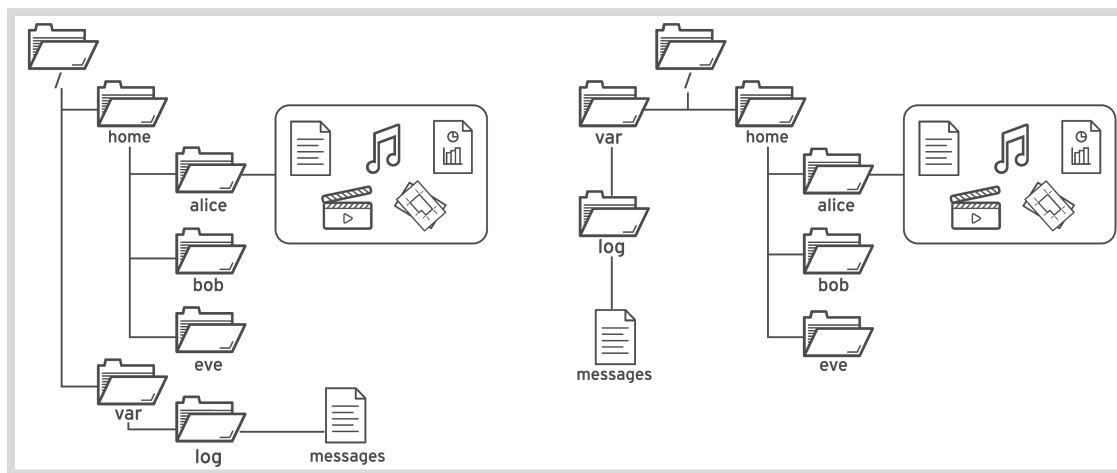 /
home
alice
bob
eve
var
log
messages
/
var
home
alice
log
bob
eve
messages